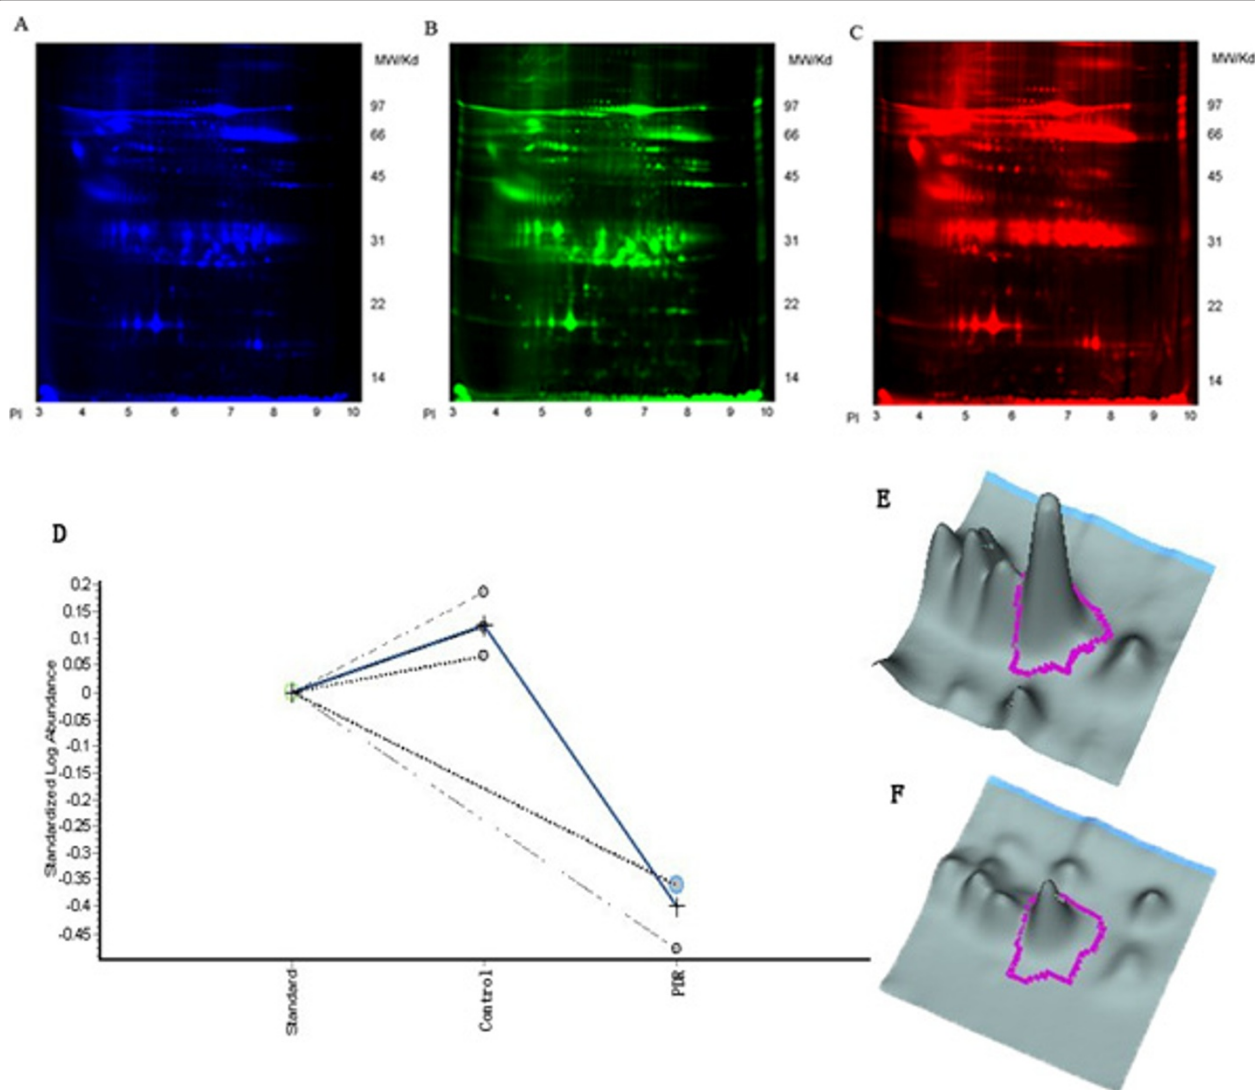 A
B
C
MW/Kd
MW/Kd
MW/Kd
97
66
45
31
22
14
97
66
45
31
22
14
97
66
45
31
22
14
PI 3 4 5 6 7 8 9 10
PI 3 4 5 6 7 8 9 10
PI 3 4 5 6 7 8 9 10
D
E
F
Standardized Log Abundance
0.2
0.15
0.1
0.05
0
-0.05
-0.1
-0.15
-0.2
-0.25
-0.3
-0.35
-0.4
-0.45
Standard
Control
PDR